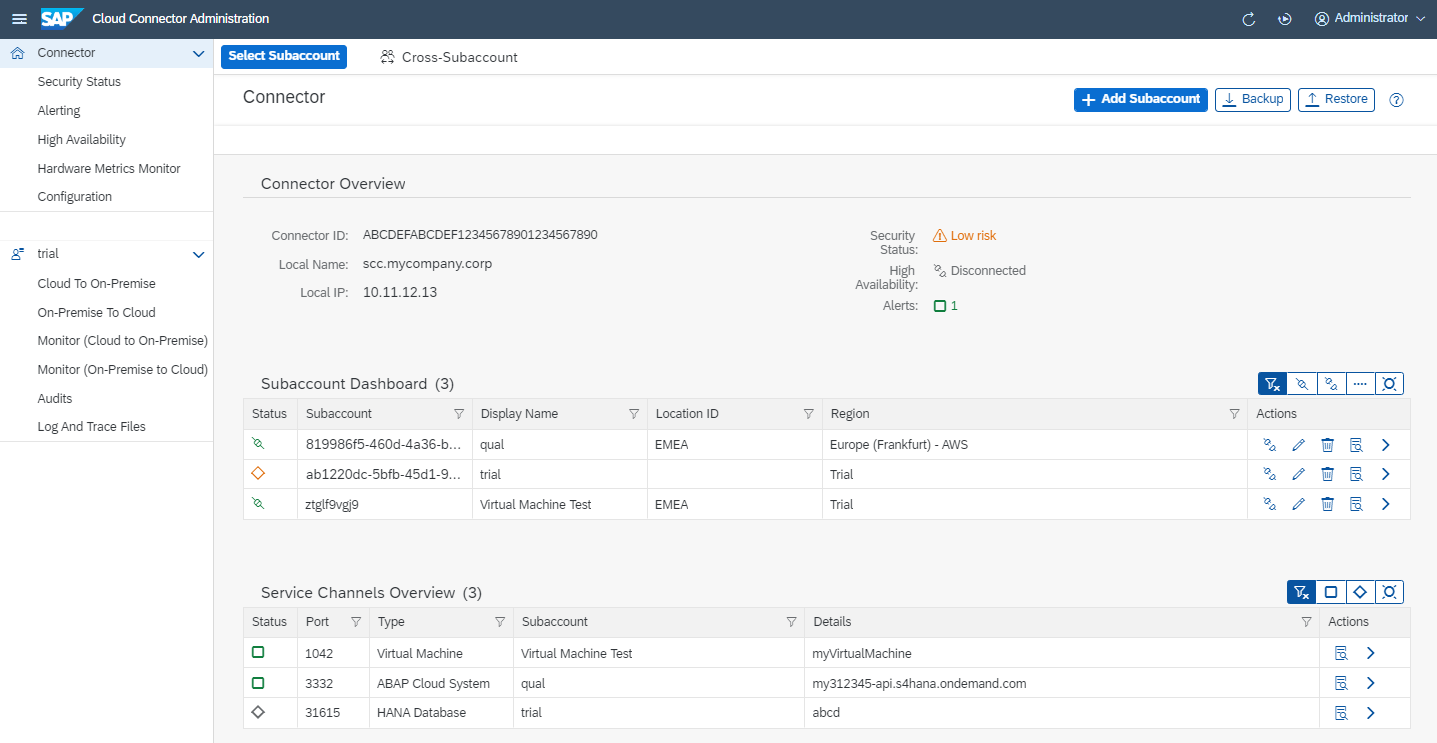 SAP Cloud Connector Administration
Administrator
Connector
Security Status
Alerting
High Availability
Hardware Metrics Monitor
Configuration
trial
Cloud To On-Premise
On-Premise To Cloud
Monitor (Cloud to On-Premise)
Monitor (On-Premise to Cloud)
Audits
Log And Trace Files
Select Subaccount Cross-Subaccount
Connector
Add Subaccount Backup Restore
Connector Overview
Connector ID: ABCDEFABCDEF12345678901234567890
Local Name: scc.mycompany.corp
Local IP: 10.11.12.13
Security Status: Low risk
High Availability: Disconnected
Alerts: 1
Subaccount Dashboard (3)
Status Subaccount Display Name Location ID Region Actions
819986f5-460d-4a36-b... qual EMEA Europe (Frankfurt) - AWS
ab1220dc-5bfb-45d1-9... trial Trial
ztglf9vgj9 Virtual Machine Test EMEA Trial
Service Channels Overview (3)
Status Port Type Subaccount Details Actions
1042 Virtual Machine Virtual Machine Test myVirtualMachine
3332 ABAP Cloud System qual my312345-api.s4hana.ondemand.com
31615 HANA Database trial abcd